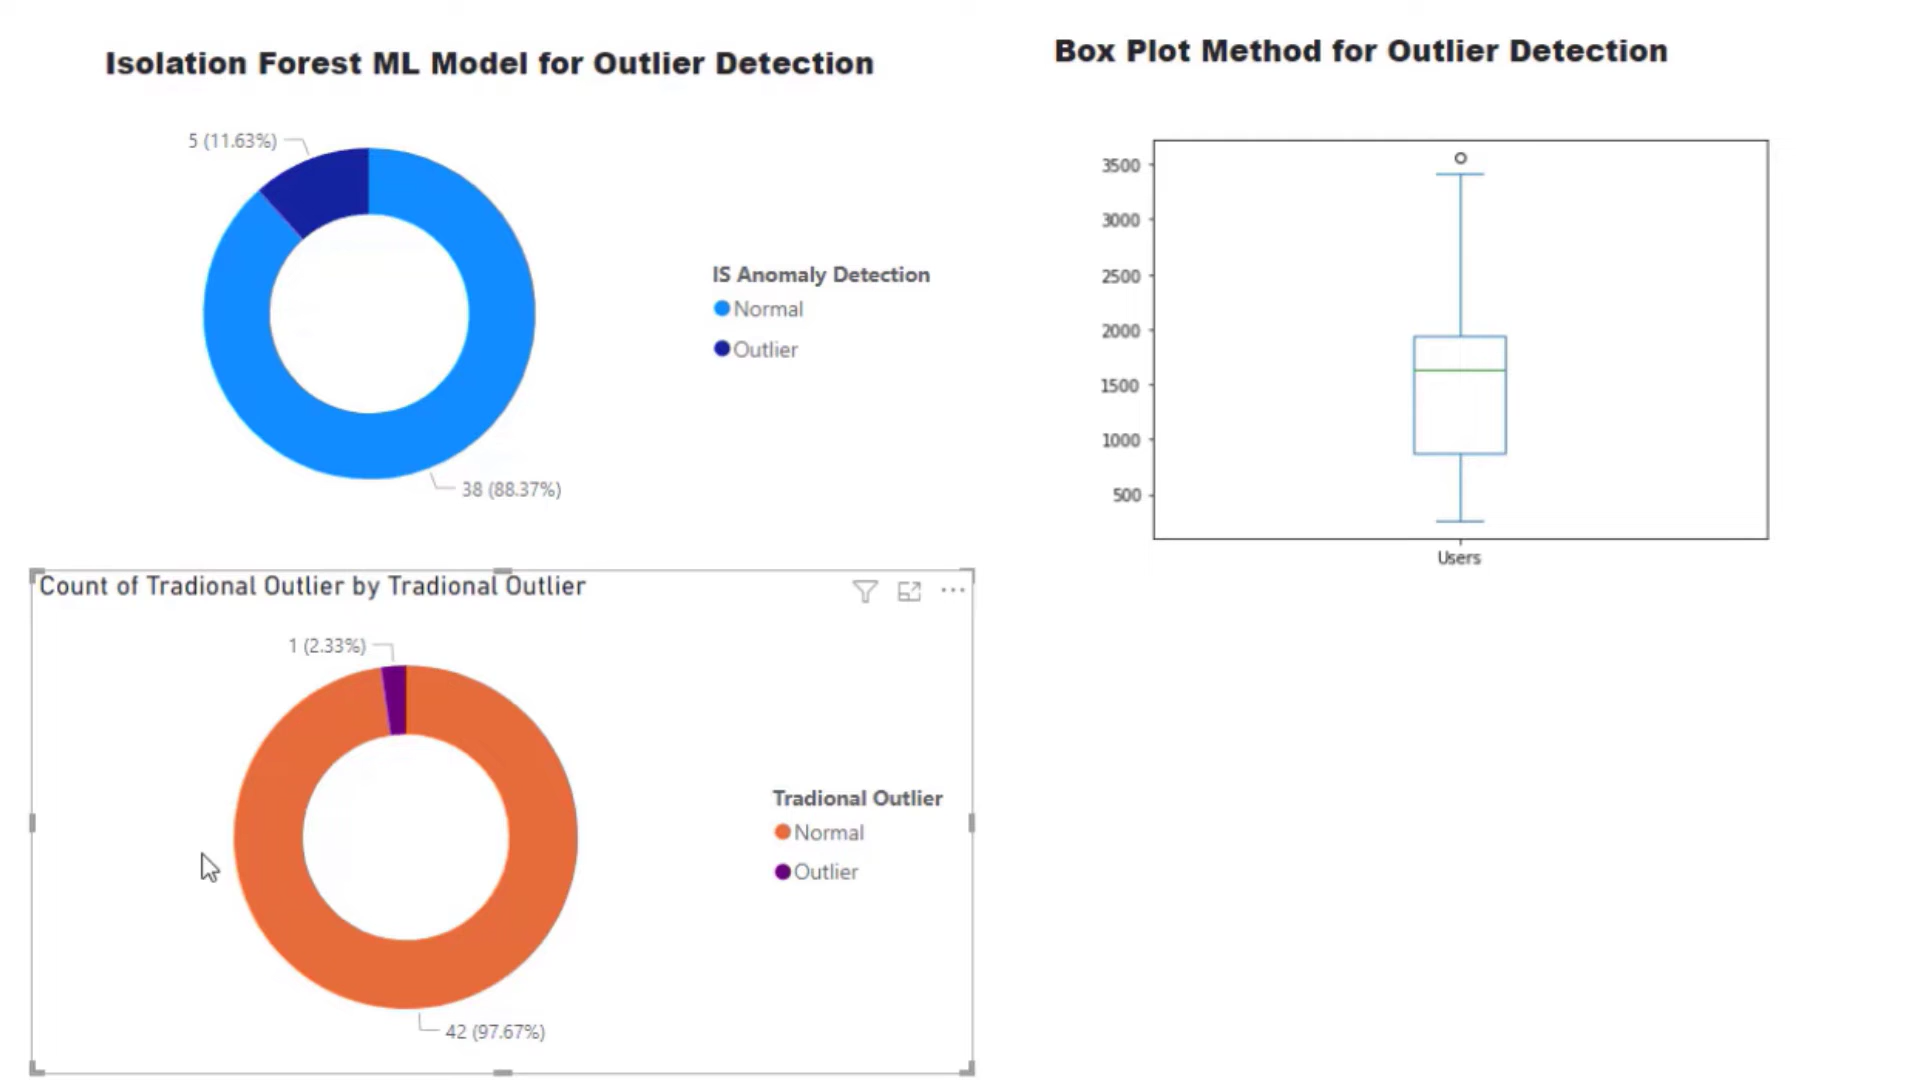 Isolation Forest ML Model for Outlier Detection
5 (11.63%)
IS Anomaly Detection
Normal
Outlier
38 (88.37%)
Box Plot Method for Outlier Detection
3500
3000
2500
2000
1500
1000
500
Users
Count of Tradional Outlier by Tradional Outlier
1 (2.33%)
Tradional Outlier
Normal
Outlier
42 (97.67%)